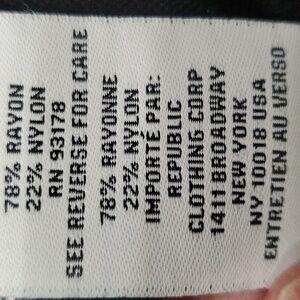 78% RAYON
22% NYLON
RN 93178
SEE REVERSE FOR CARE
78% RAYONNE
22% NYLON
IMPORTÉ PAR:
REPUBLIC
CLOTHING CORP
1411 BROADWAY
NEW YORK
NY 10018 USA
ENTRETIEN AU VERSO